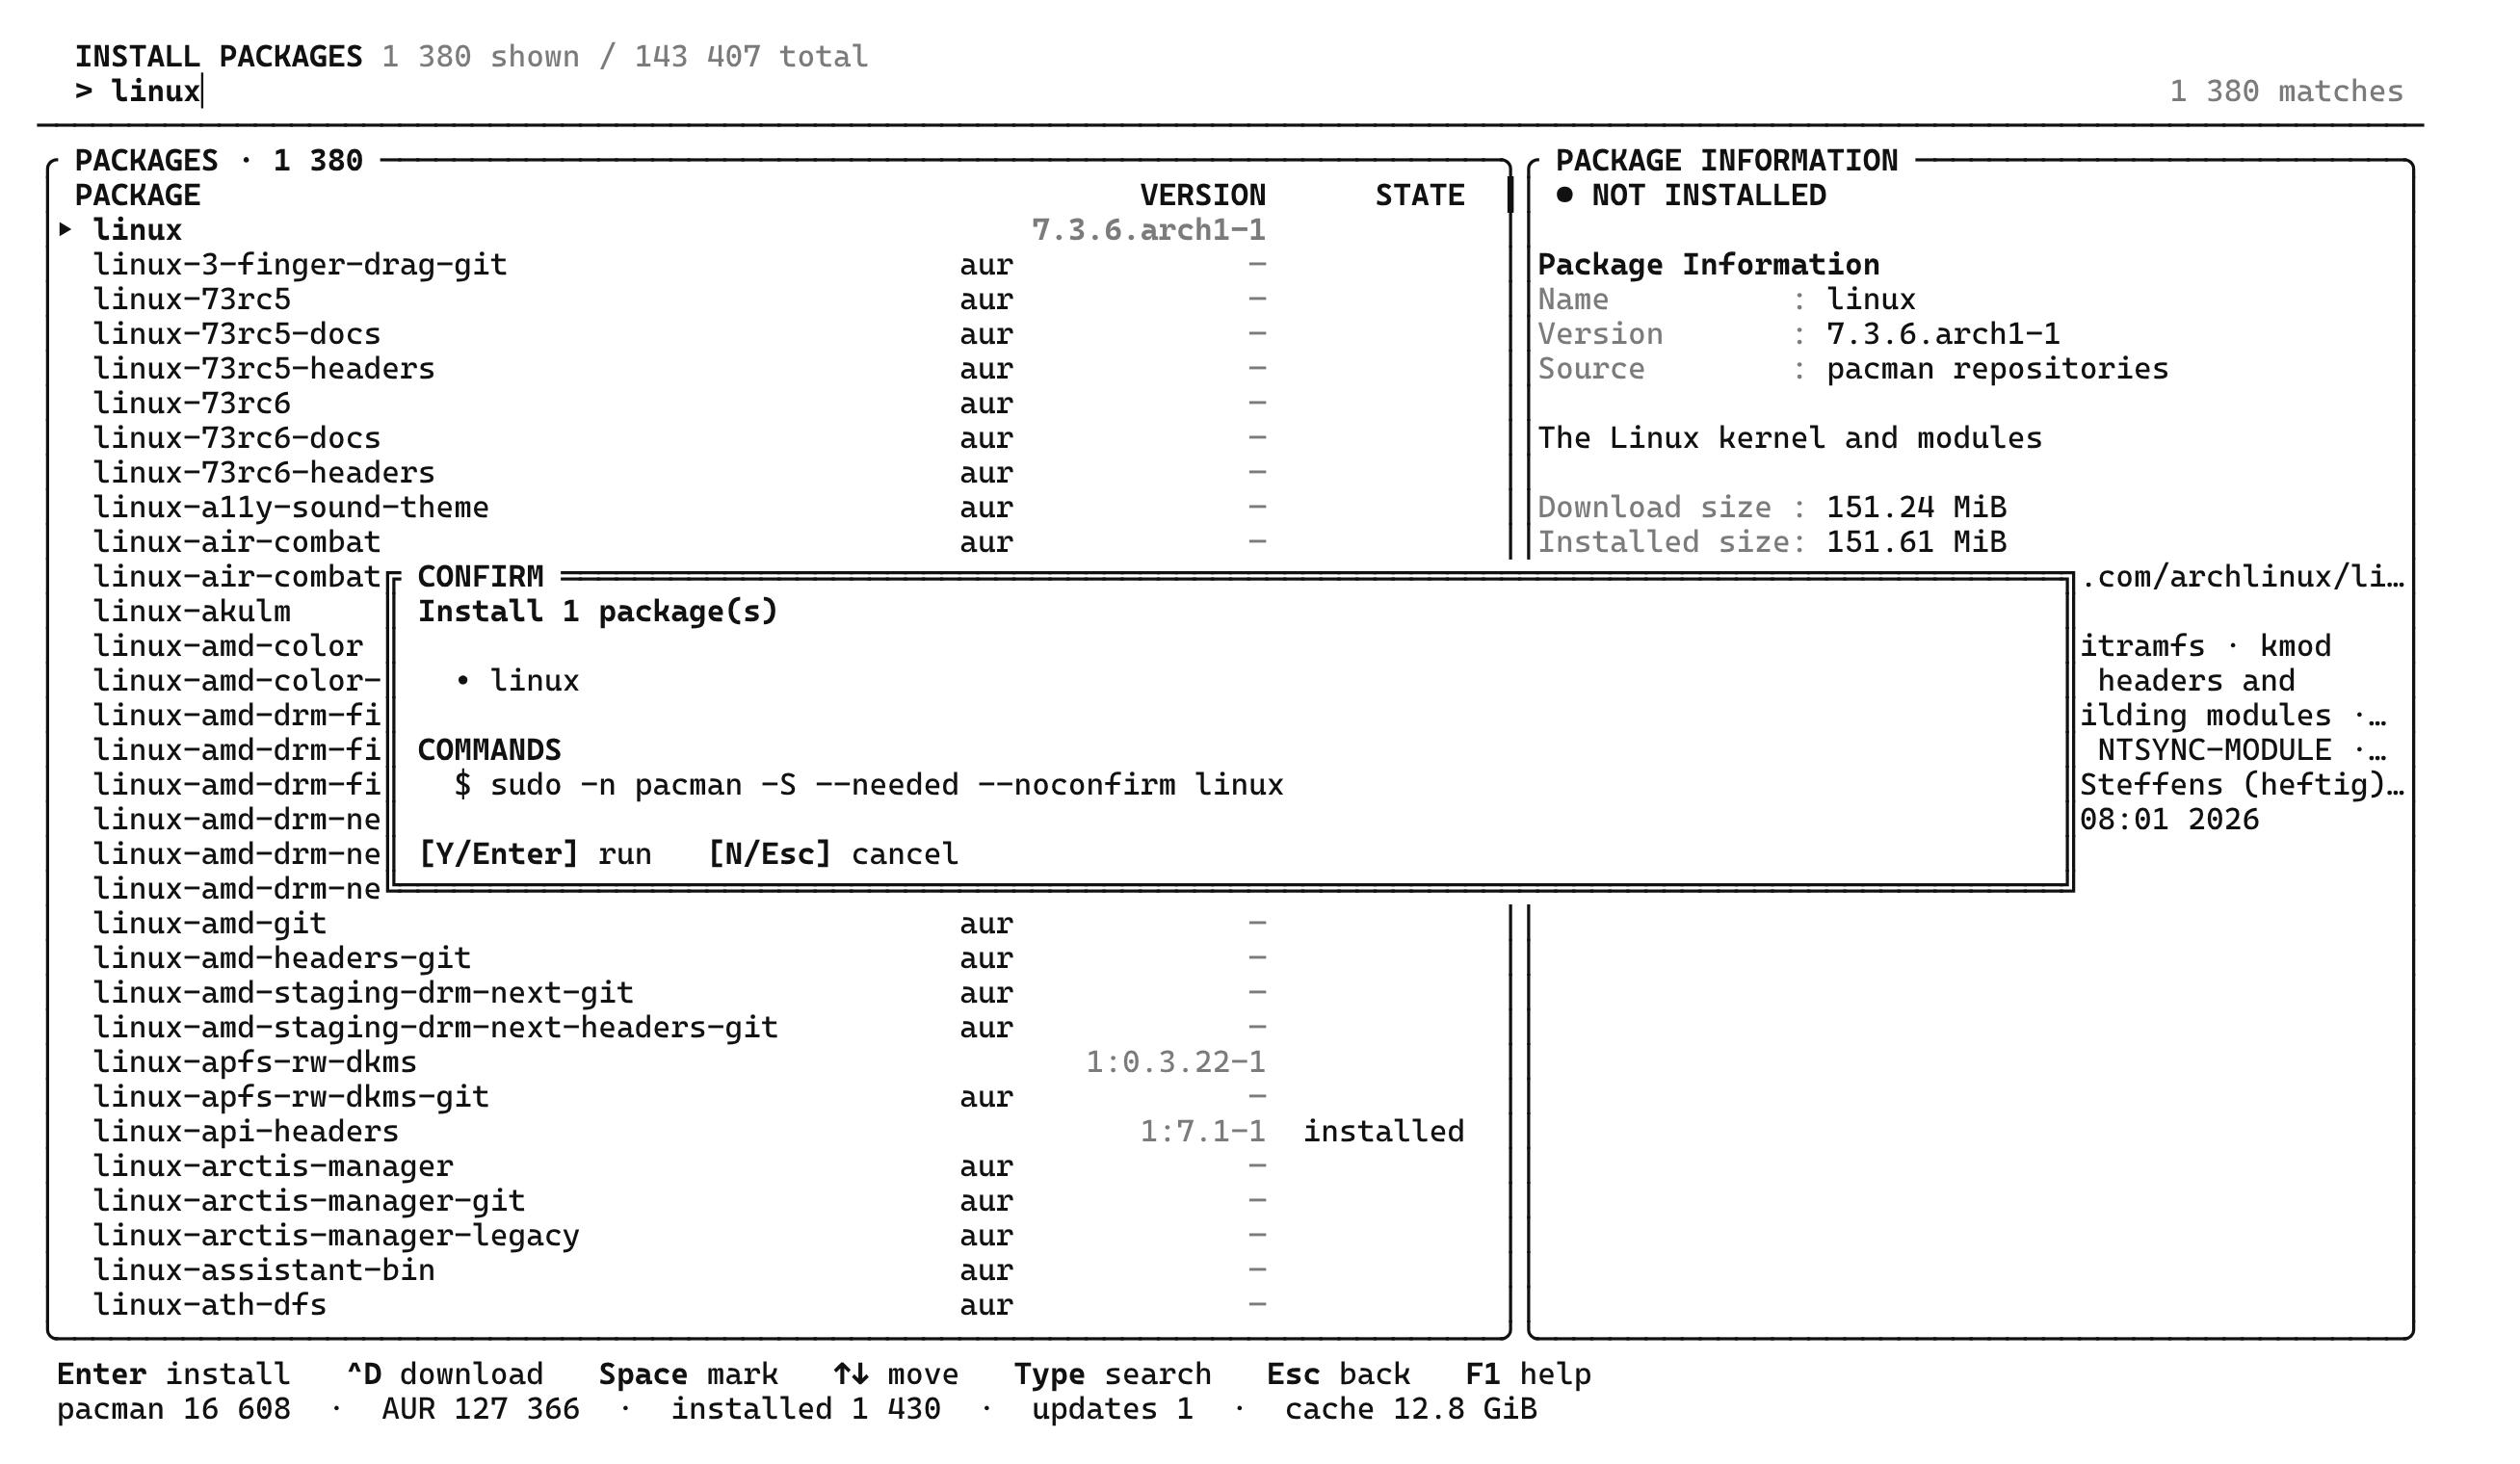 INSTALL PACKAGES 1 380 shown / 143 407 total
> linux
1 380 matches
PACKAGES · 1 380
PACKAGE VERSION STATE
▸ linux 7.3.6.arch1-1
linux-3-finger-drag-git aur -
linux-73rc5 aur -
linux-73rc5-docs aur -
linux-73rc5-headers aur -
linux-73rc6 aur -
linux-73rc6-docs aur -
linux-73rc6-headers aur -
linux-a11y-sound-theme aur -
linux-air-combat aur -
linux-air-combat
linux-akulm
linux-amd-color
linux-amd-color-
linux-amd-drm-fi
linux-amd-drm-fi
linux-amd-drm-fi
linux-amd-drm-ne
linux-amd-drm-ne
linux-amd-drm-ne
linux-amd-git aur -
linux-amd-headers-git aur -
linux-amd-staging-drm-next-git aur -
linux-amd-staging-drm-next-headers-git aur -
linux-apfs-rw-dkms 1:0.3.22-1
linux-apfs-rw-dkms-git aur -
linux-api-headers 1:7.1-1 installed
linux-arctis-manager aur -
linux-arctis-manager-git aur -
linux-arctis-manager-legacy aur -
linux-assistant-bin aur -
linux-ath-dfs aur -
PACKAGE INFORMATION
● NOT INSTALLED
Package Information
Name : linux
Version : 7.3.6.arch1-1
Source : pacman repositories
The Linux kernel and modules
Download size : 151.24 MiB
Installed size: 151.61 MiB
.com/archlinux/li…
itramfs · kmod
headers and
ilding modules ·…
NTSYNC-MODULE ·…
Steffens (heftig)…
08:01 2026
CONFIRM
Install 1 package(s)
• linux
COMMANDS
$ sudo -n pacman -S --needed --noconfirm linux
[Y/Enter] run [N/Esc] cancel
Enter install ^D download Space mark ↑↓ move Type search Esc back F1 help
pacman 16 608 · AUR 127 366 · installed 1 430 · updates 1 · cache 12.8 GiB